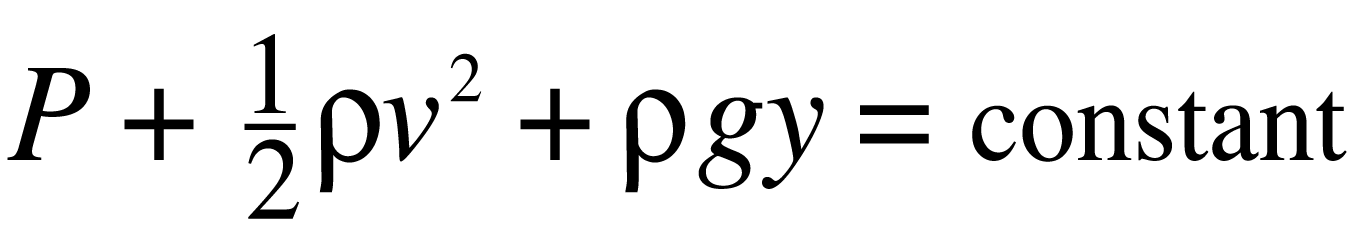 P + ½ρv² + ρgy = constant